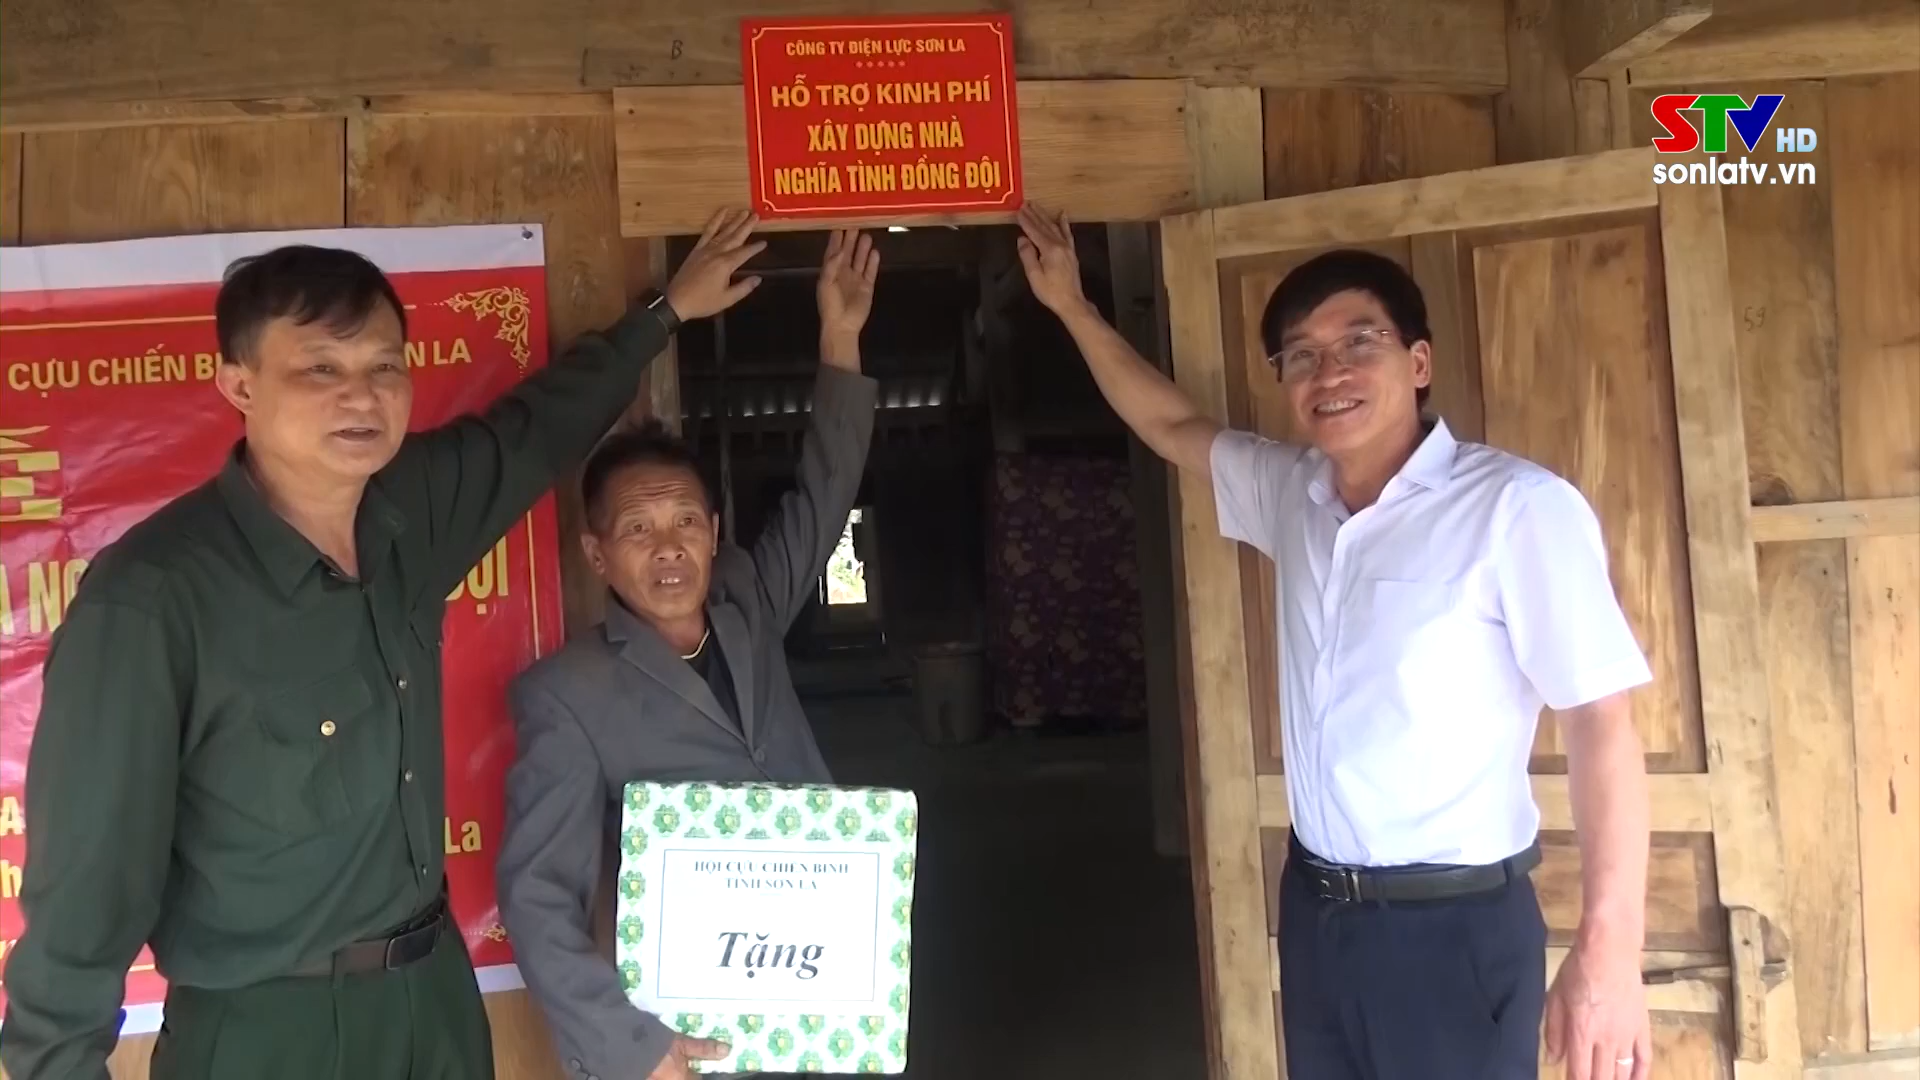 B
CÔNG TY ĐIỆN LỰC SƠN LA
HỖ TRỢ KINH PHÍ
XÂY DỰNG NHÀ
NGHĨA TÌNH ĐỒNG ĐỘI
STV HD
sonlatv.vn
59
CỰU CHIẾN B
N LA
La
HỘI CỰU CHIẾN BINH
TỈNH SƠN LA
Tặng